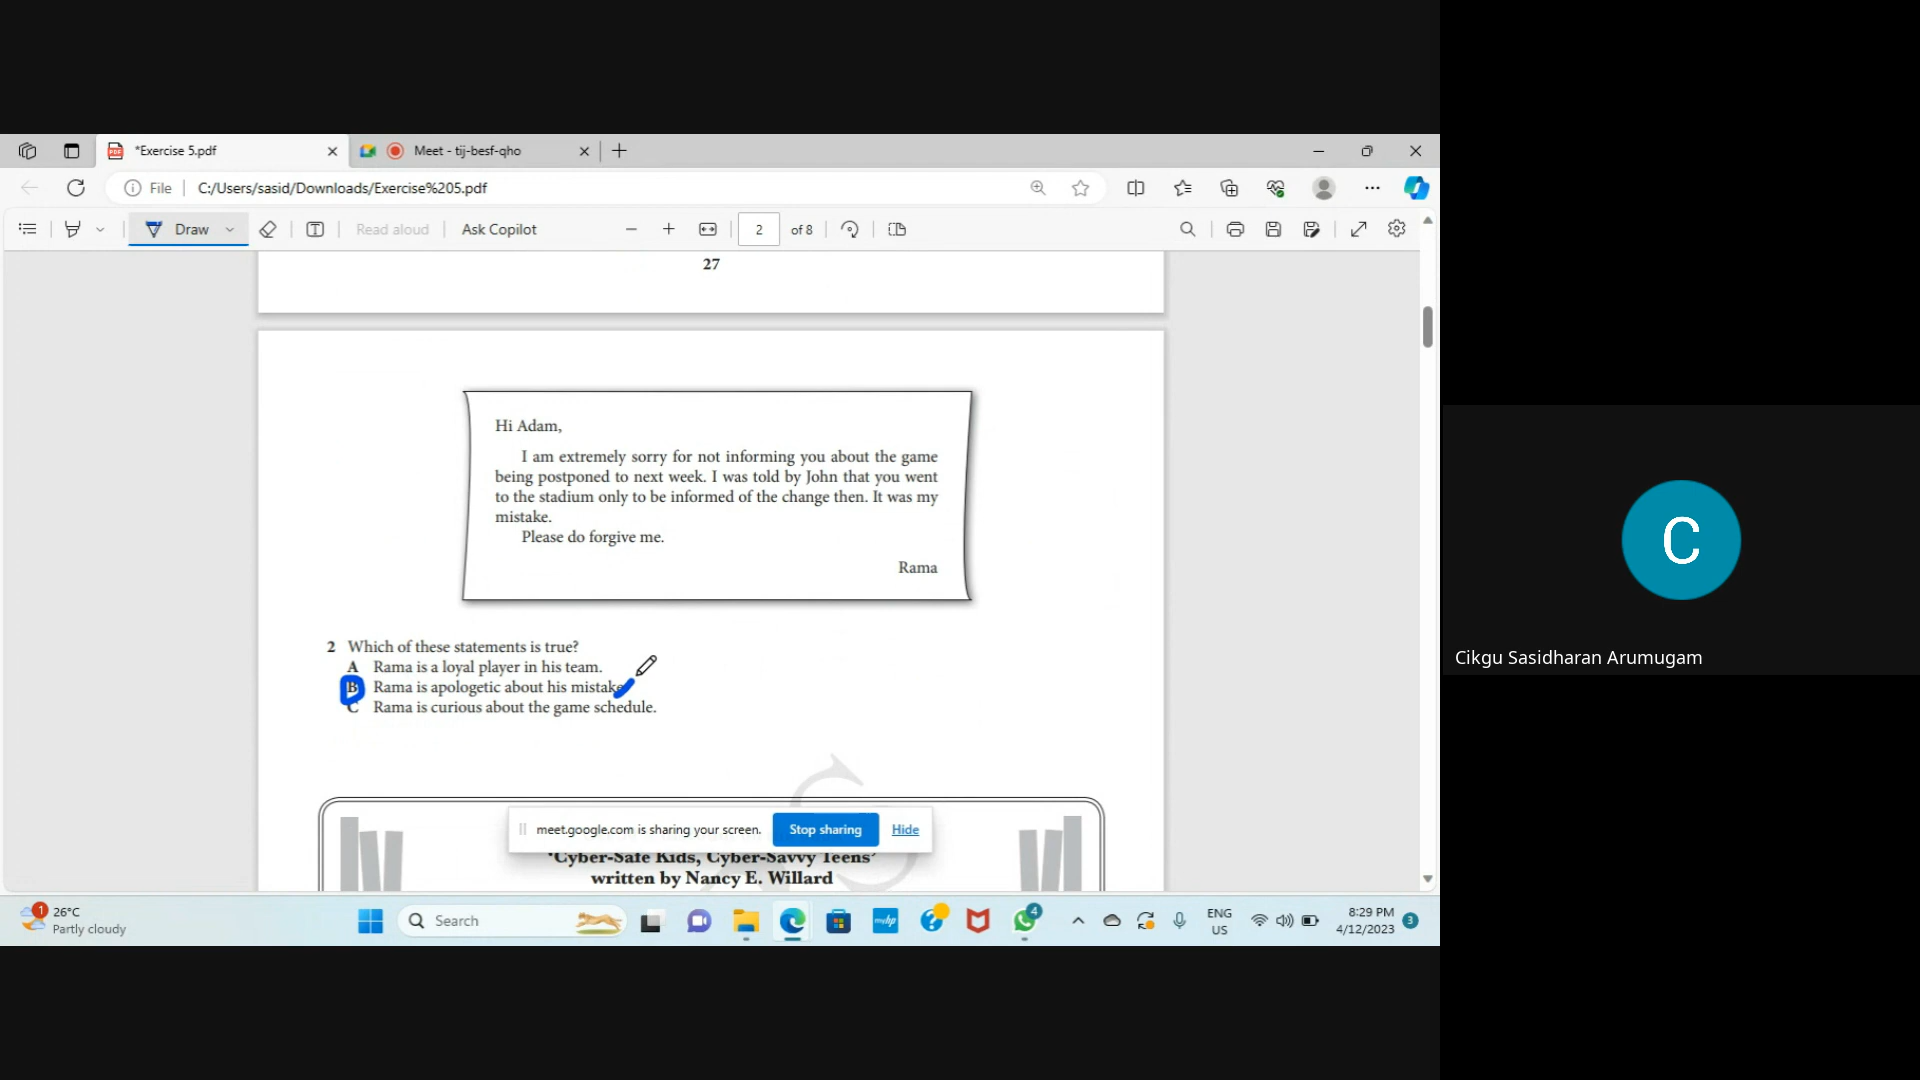 *Exercise 5.pdf
Meet - tij-besf-qho
File
C:/Users/sasid/Downloads/Exercise%205.pdf
Draw
Read aloud
Ask Copilot
2
of 8
27
Hi Adam,
I am extremely sorry for not informing you about the game
being postponed to next week. I was told by John that you went
to the stadium only to be informed of the change then. It was my
mistake.
Please do forgive me.
Rama
2 Which of these statements is true?
A Rama is a loyal player in his team.
B Rama is apologetic about his mistake
C Rama is curious about the game schedule.
meet.google.com is sharing your screen.
Stop sharing
Hide
'Cyber-Safe Kids, Cyber-Savvy Teens'
written by Nancy E. Willard
C
Cikgu Sasidharan Arumugam
1
26°C
Partly cloudy
Search
myhp
4
ENG
US
8:29 PM
4/12/2023
3